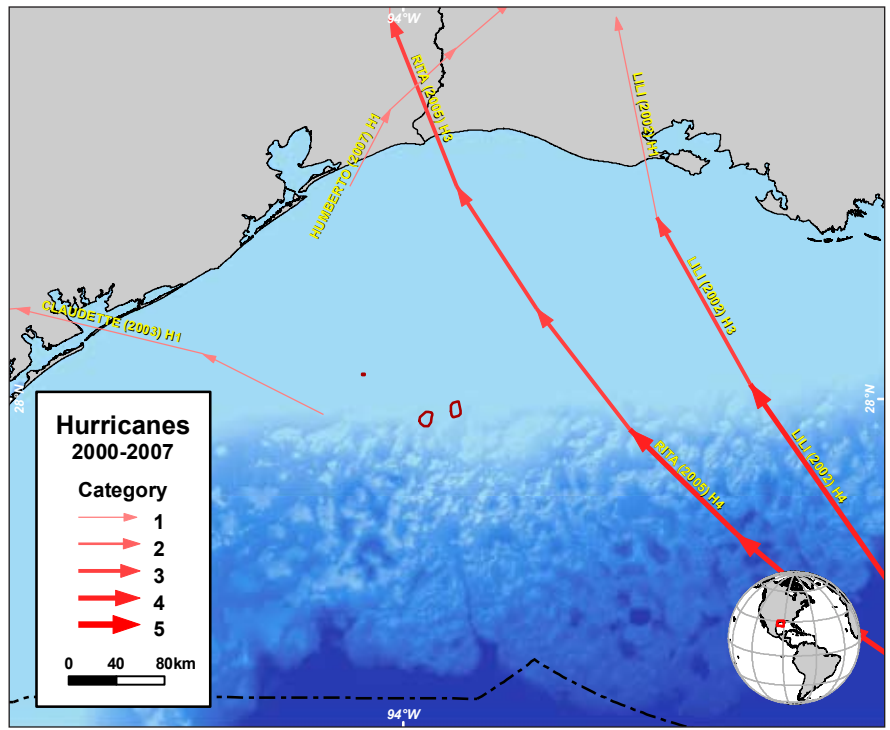 94°W
RITA (2005) H3
LILI (2002) H1
HUMBERTO (2007) H1
LILI (2002) H3
CLAUDETTE (2003) H1
28°N
28°N
Hurricanes
2000-2007
Category
1
2
3
4
5
0 40 80km
RITA (2005) H4
LILI (2002) H4
94°W